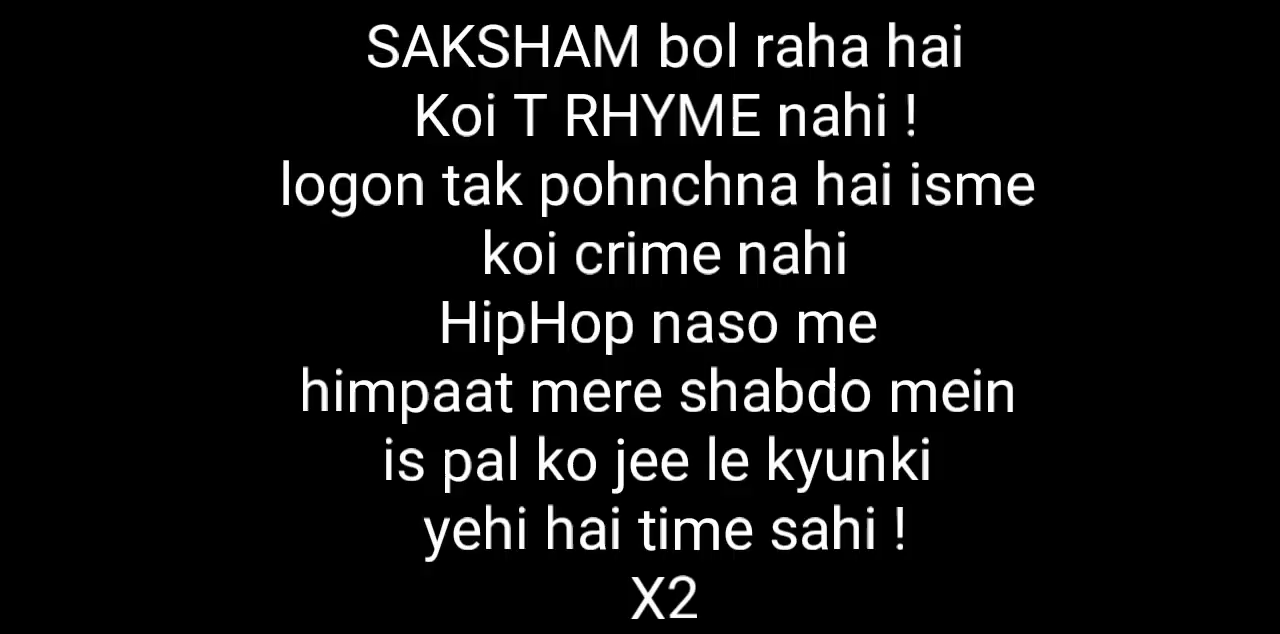 SAKSHAM bol raha hai
Koi T RHYME nahi !
logon tak pohnchna hai isme
koi crime nahi
HipHop naso me
himpaat mere shabdo mein
is pal ko jee le kyunki
yehi hai time sahi !
X2